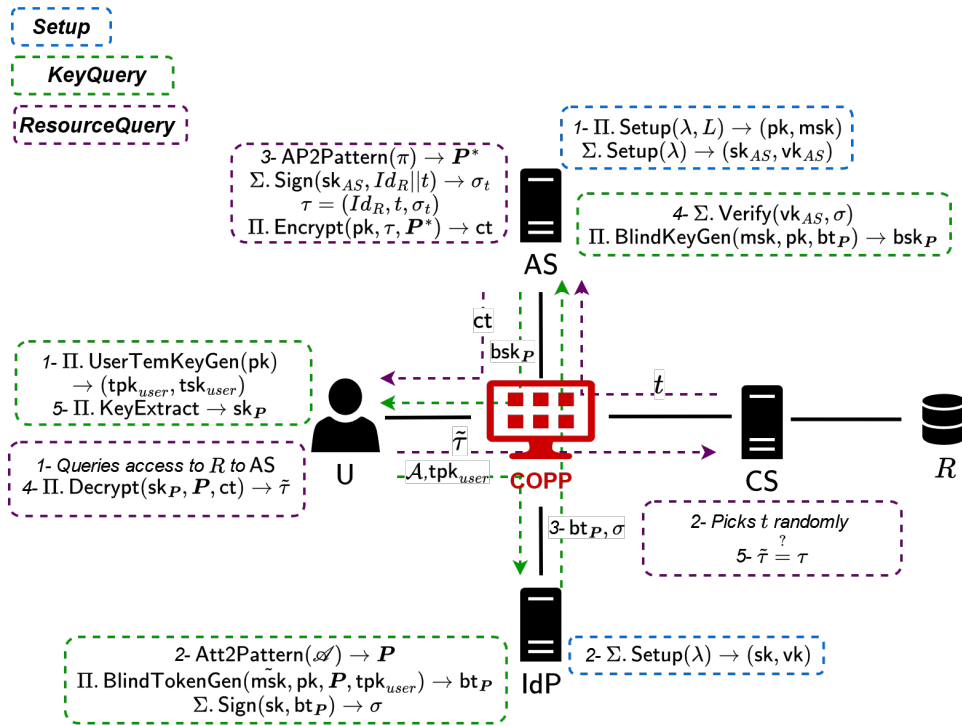 Setup
KeyQuery
ResourceQuery
1- Π. Setup(λ, L) → (pk, msk)
Σ. Setup(λ) → (sk_AS, vk_AS)
3- AP2Pattern(π) → P*
Σ. Sign(sk_AS, Id_R||t) → σ_t
τ = (Id_R, t, σ_t)
Π. Encrypt(pk, τ, P*) → ct
4- Σ. Verify(vk_AS, σ)
Π. BlindKeyGen(msk, pk, bt_P) → bsk_P
AS
ct
bsk_P
t
1- Π. UserTemKeyGen(pk)
→ (tpk_user, tsk_user)
5- Π. KeyExtract → sk_P
1- Queries access to R to AS
4- Π. Decrypt(sk_P, P, ct) → τ̃
U
τ̃
𝒜,tpk_user
COPP
CS
R
3- bt_P, σ
2- Picks t randomly
?
5- τ̃ = τ
2- Att2Pattern(𝒜) → P
Π. BlindTokenGen(m̃sk, pk, P, tpk_user) → bt_P
Σ. Sign(sk, bt_P) → σ
IdP
2- Σ. Setup(λ) → (sk, vk)